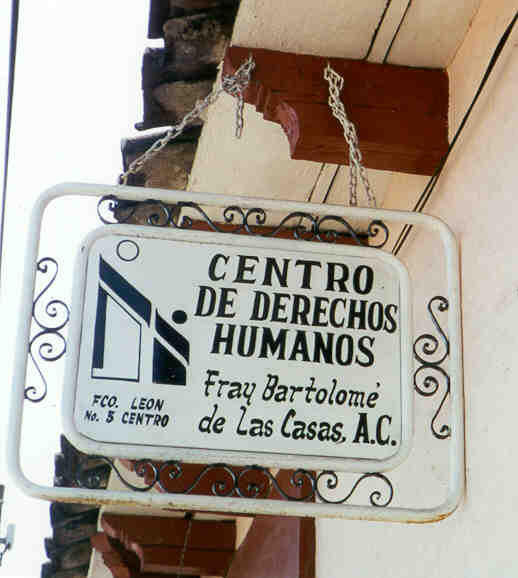 CENTRO
DE DERECHOS
HUMANOS
Fray Bartolomé
de Las Casas, A.C.
FCO. LEON
No. 5 CENTRO